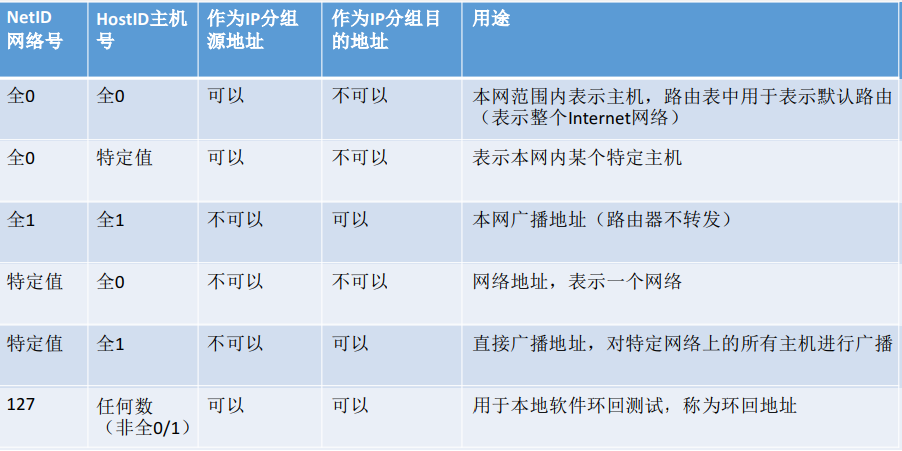 NetID 网络号 HostID主机号 作为IP分组源地址 作为IP分组目的地址 用途
全0 全0 可以 不可以 本网范围内表示主机，路由表中用于表示默认路由（表示整个Internet网络）
全0 特定值 可以 不可以 表示本网内某个特定主机
全1 全1 不可以 可以 本网广播地址（路由器不转发）
特定值 全0 不可以 不可以 网络地址，表示一个网络
特定值 全1 不可以 可以 直接广播地址，对特定网络上的所有主机进行广播
127 任何数（非全0/1） 可以 可以 用于本地软件环回测试，称为环回地址